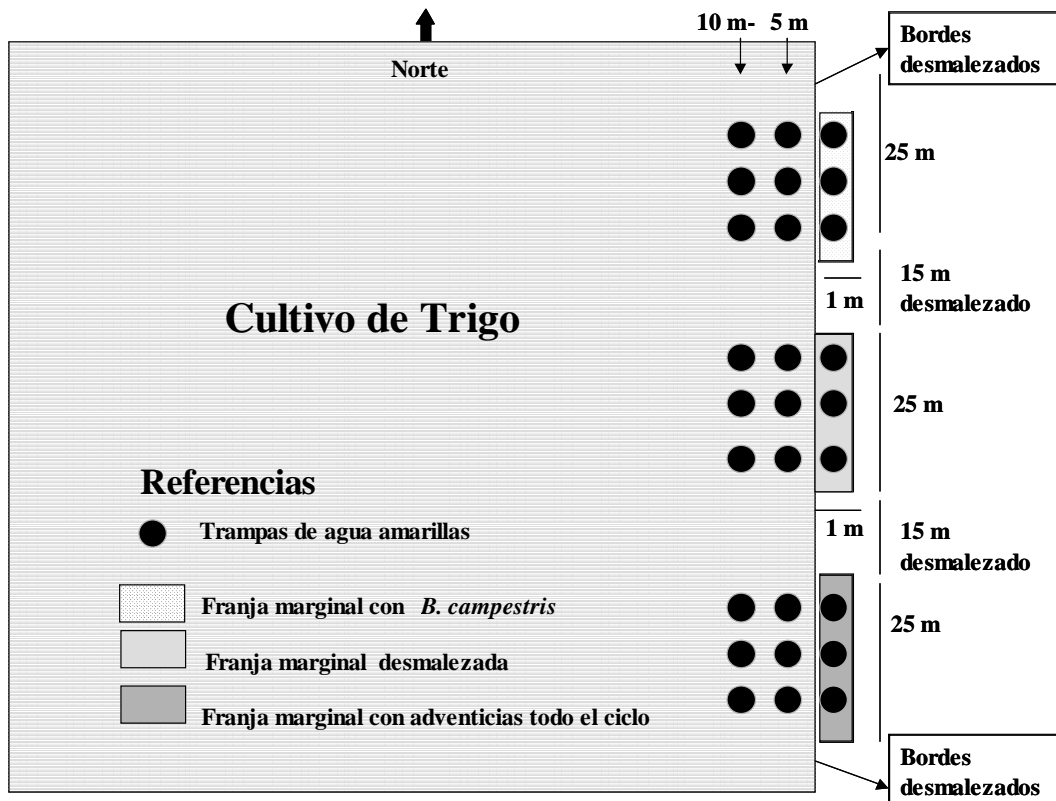 10 m- 5 m
Norte
Bordes
desmalezados
25 m
15 m
desmalezado
1 m
Cultivo de Trigo
25 m
Referencias
Trampas de agua amarillas
1 m
15 m
desmalezado
Franja marginal con B. campestris
25 m
Franja marginal desmalezada
Franja marginal con adventicias todo el ciclo
Bordes
desmalezados